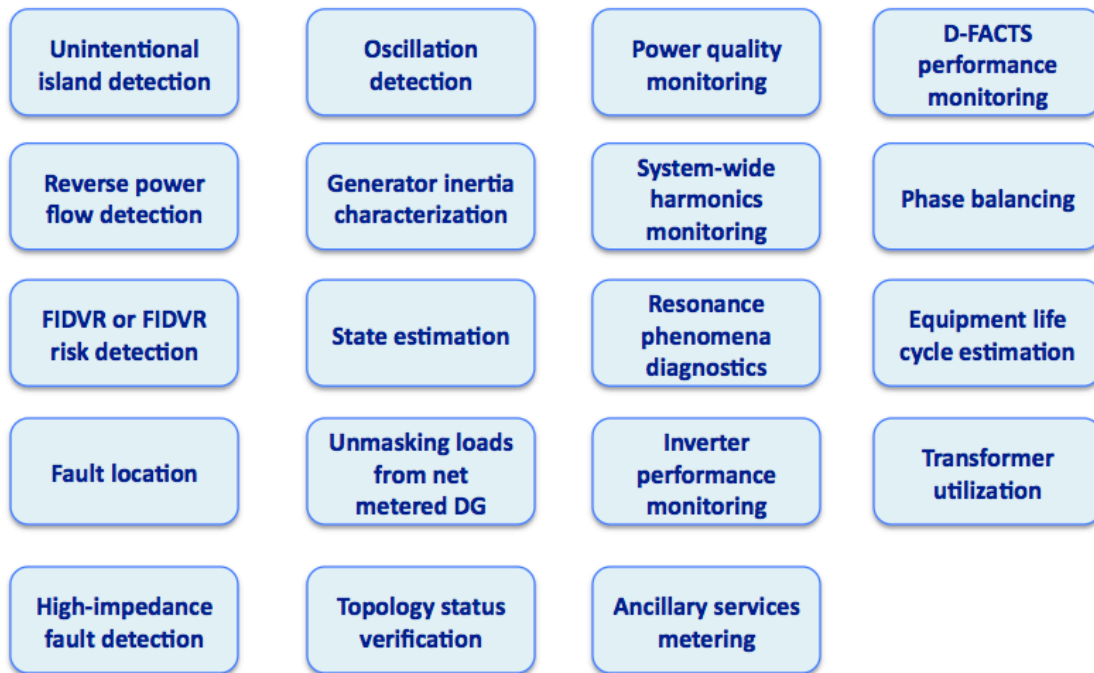 Unintentional
island detection
Oscillation
detection
Power quality
monitoring
D-FACTS
performance
monitoring
Reverse power
flow detection
Generator inertia
characterization
System-wide
harmonics
monitoring
Phase balancing
FIDVR or FIDVR
risk detection
State estimation
Resonance
phenomena
diagnostics
Equipment life
cycle estimation
Fault location
Unmasking loads
from net
metered DG
Inverter
performance
monitoring
Transformer
utilization
High-impedance
fault detection
Topology status
verification
Ancillary services
metering